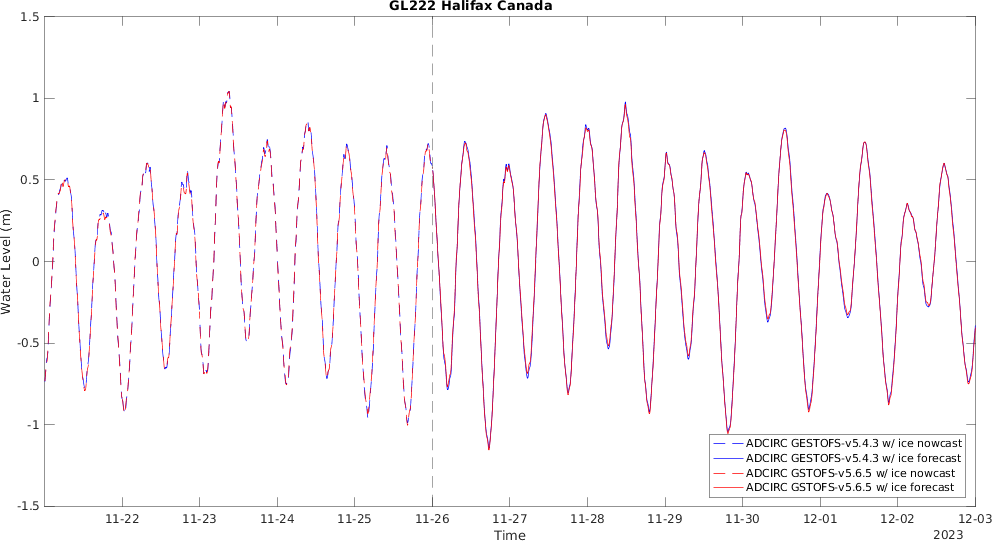 GL222 Halifax Canada
1.5
1
0.5
0
-0.5
-1
-1.5
Water Level (m)
11-22 11-23 11-24 11-25 11-26 11-27 11-28 11-29 11-30 12-01 12-02 12-03
Time
2023
ADCIRC GESTOFS-v5.4.3 w/ ice nowcast
ADCIRC GESTOFS-v5.4.3 w/ ice forecast
ADCIRC GSTOFS-v5.6.5 w/ ice nowcast
ADCIRC GSTOFS-v5.6.5 w/ ice forecast